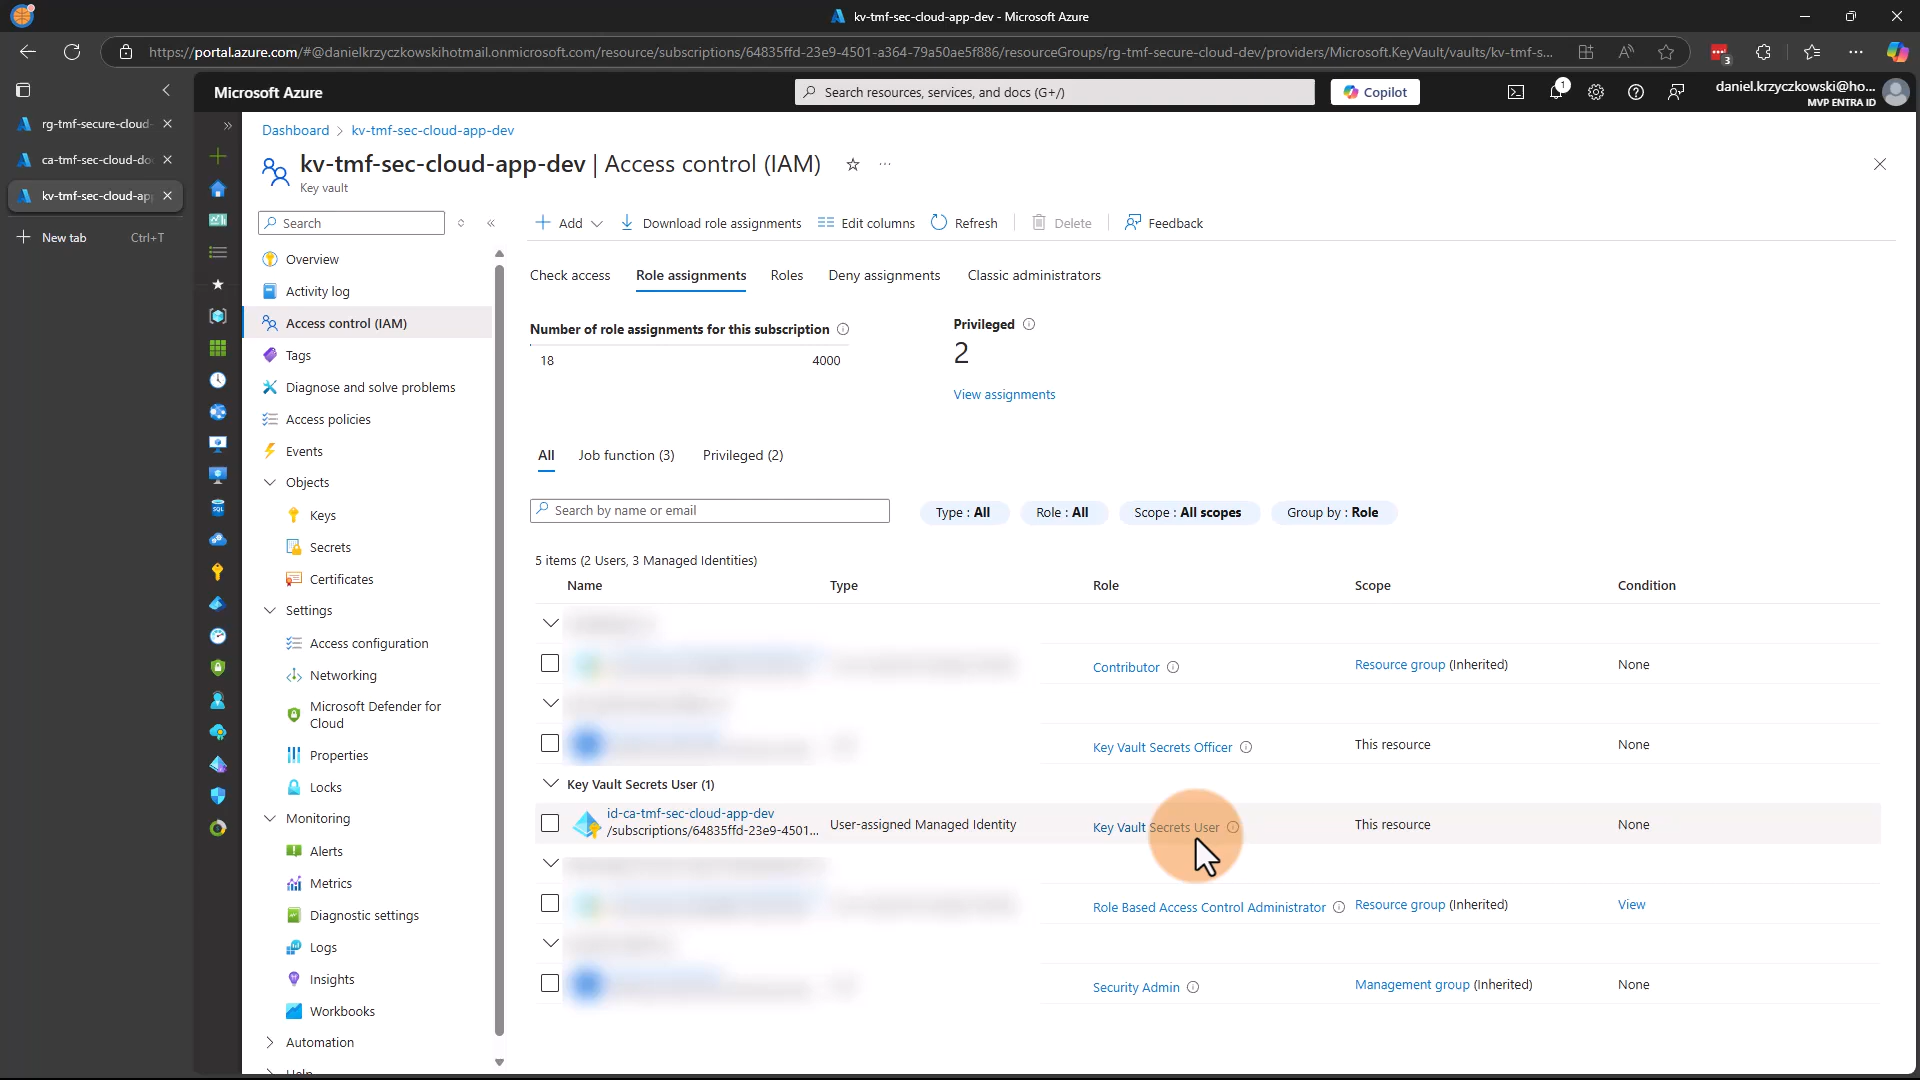 kv-tmf-sec-cloud-app-dev - Microsoft Azure
https://portal.azure.com/#@danielkrzyczkowskihotmail.onmicrosoft.com/resource/subscriptions/64835ffd-23e9-4501-a364-79a50ae5f886/resourceGroups/rg-tmf-secure-cloud-dev/providers/Microsoft.KeyVault/vaults/kv-tmf-s...
3
rg-tmf-secure-cloud-
ca-tmf-sec-cloud-do
kv-tmf-sec-cloud-ap
New tab Ctrl+T
Microsoft Azure
Search resources, services, and docs (G+/)
Copilot
1
daniel.krzyczkowski@ho...
MVP ENTRA ID
Dashboard > kv-tmf-sec-cloud-app-dev
kv-tmf-sec-cloud-app-dev | Access control (IAM)
Key vault
Search
Overview
Activity log
Access control (IAM)
Tags
Diagnose and solve problems
Access policies
Events
Objects
Keys
Secrets
Certificates
Settings
Access configuration
Networking
Microsoft Defender for
Cloud
Properties
Locks
Monitoring
Alerts
Metrics
Diagnostic settings
Logs
Insights
Workbooks
Automation
Help
Add Download role assignments Edit columns Refresh Delete Feedback
Check access Role assignments Roles Deny assignments Classic administrators
Number of role assignments for this subscription
18 4000
Privileged
2
View assignments
All Job function (3) Privileged (2)
Search by name or email
Type : All Role : All Scope : All scopes Group by : Role
5 items (2 Users, 3 Managed Identities)
Name Type Role Scope Condition
Contributor Resource group (Inherited) None
Key Vault Secrets Officer This resource None
Key Vault Secrets User (1)
id-ca-tmf-sec-cloud-app-dev
/subscriptions/64835ffd-23e9-4501... User-assigned Managed Identity Key Vault Secrets User This resource None
Role Based Access Control Administrator Resource group (Inherited) View
Security Admin Management group (Inherited) None